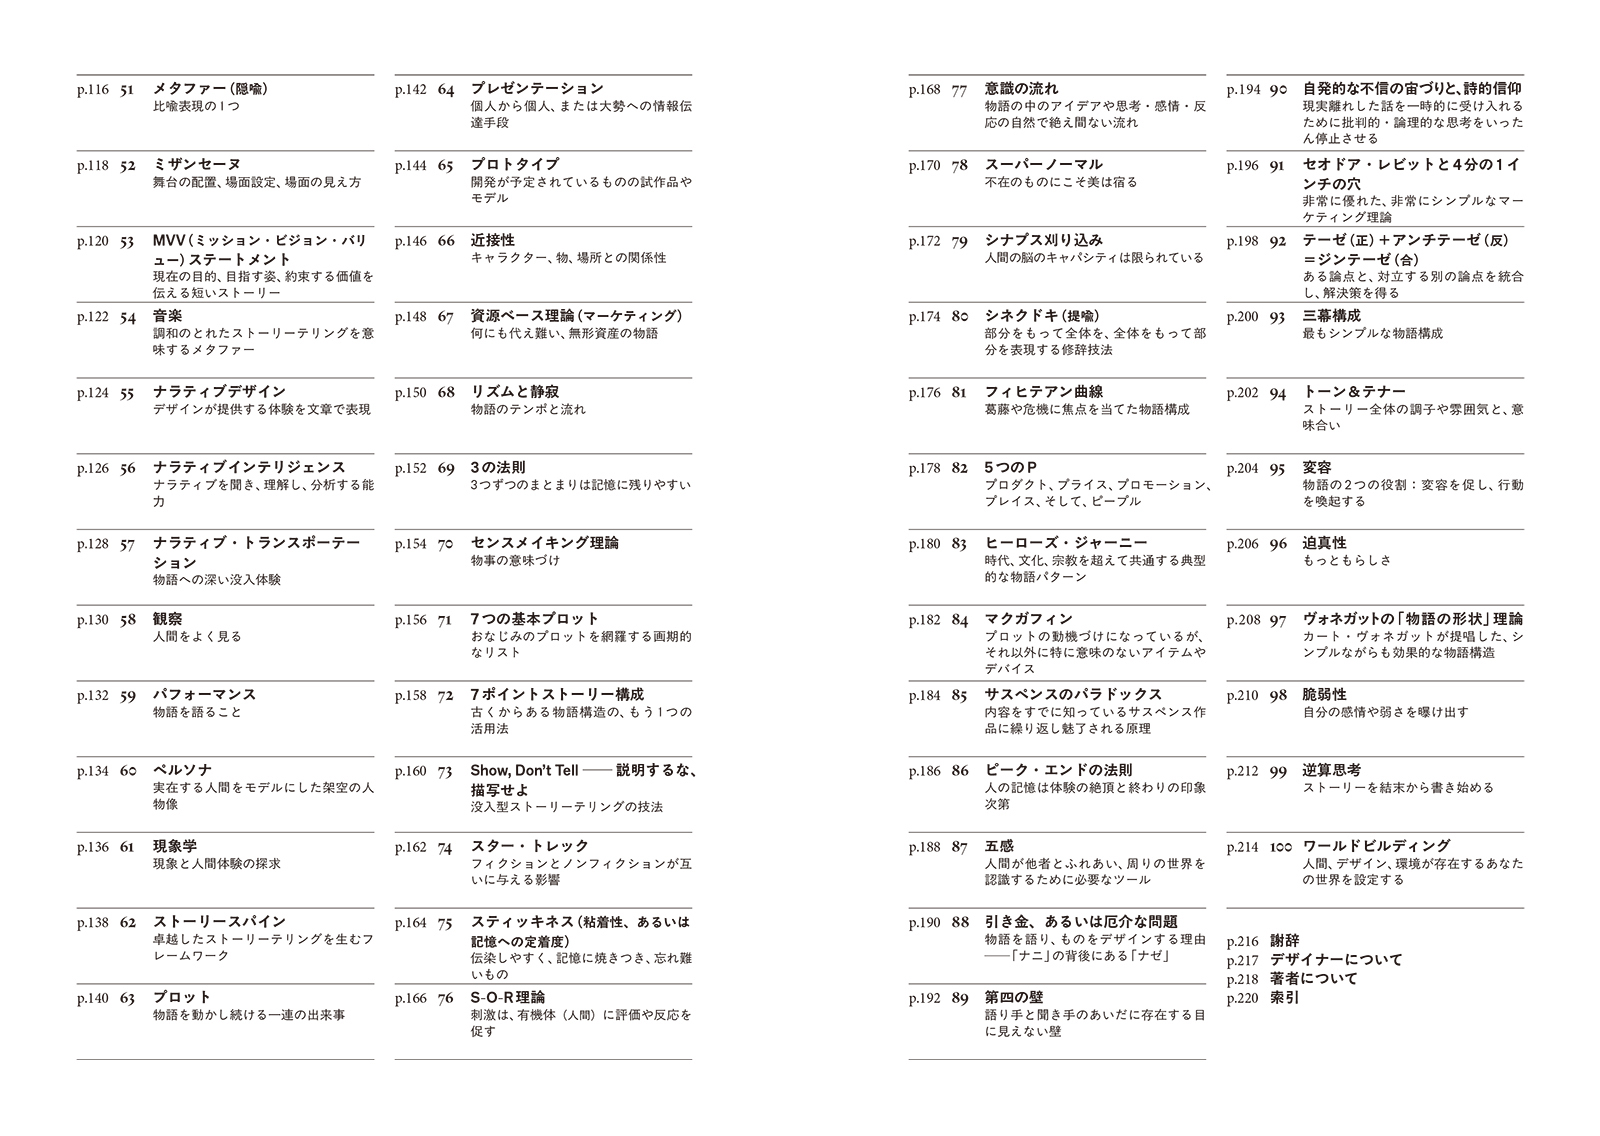 p.116 51 メタファー（隠喩）
比喩表現の1つ
p.118 52 ミザンセーヌ
舞台の配置、場面設定、場面の見え方
p.120 53 MVV（ミッション・ビジョン・バリ
ュー）ステートメント
現在の目的、目指す姿、約束する価値を
伝える短いストーリー
p.122 54 音楽
調和のとれたストーリーテリングを意
味するメタファー
p.124 55 ナラティブデザイン
デザインが提供する体験を文章で表現
p.126 56 ナラティブインテリジェンス
ナラティブを聞き、理解し、分析する能
力
p.128 57 ナラティブ・トランスポーテー
ション
物語への深い没入体験
p.130 58 観察
人間をよく見る
p.132 59 パフォーマンス
物語を語ること
p.134 60 ペルソナ
実在する人間をモデルにした架空の人
物像
p.136 61 現象学
現象と人間体験の探求
p.138 62 ストーリースパイン
卓越したストーリーテリングを生むフ
レームワーク
p.140 63 プロット
物語を動かし続ける一連の出来事
p.142 64 プレゼンテーション
個人から個人、または大勢への情報伝
達手段
p.144 65 プロトタイプ
開発が予定されているものの試作品や
モデル
p.146 66 近接性
キャラクター、物、場所との関係性
p.148 67 資源ベース理論（マーケティング）
何にも代え難い、無形資産の物語
p.150 68 リズムと静寂
物語のテンポと流れ
p.152 69 3の法則
3つずつのまとまりは記憶に残りやすい
p.154 70 センスメイキング理論
物事の意味づけ
p.156 71 7つの基本プロット
おなじみのプロットを網羅する画期的
なリスト
p.158 72 7ポイントストーリー構成
古くからある物語構造の、もう1つの
活用法
p.160 73 Show, Don't Tell ── 説明するな、
描写せよ
没入型ストーリーテリングの技法
p.162 74 スター・トレック
フィクションとノンフィクションが互
いに与える影響
p.164 75 スティッキネス（粘着性、あるいは
記憶への定着度）
伝染しやすく、記憶に焼きつき、忘れ難
いもの
p.166 76 S-O-R理論
刺激は、有機体（人間）に評価や反応を
促す
p.168 77 意識の流れ
物語の中のアイデアや思考・感情・反
応の自然で絶え間ない流れ
p.170 78 スーパーノーマル
不在のものにこそ美は宿る
p.172 79 シナプス刈り込み
人間の脳のキャパシティは限られている
p.174 80 シネクドキ（提喩）
部分をもって全体を、全体をもって部
分を表現する修辞技法
p.176 81 フィヒテアン曲線
葛藤や危機に焦点を当てた物語構成
p.178 82 5つのP
プロダクト、プライス、プロモーション、
プレイス、そして、ピープル
p.180 83 ヒーローズ・ジャーニー
時代、文化、宗教を超えて共通する典型
的な物語パターン
p.182 84 マクガフィン
プロットの動機づけになっているが、
それ以外に特に意味のないアイテムや
デバイス
p.184 85 サスペンスのパラドックス
内容をすでに知っているサスペンス作
品に繰り返し魅了される原理
p.186 86 ピーク・エンドの法則
人の記憶は体験の絶頂と終わりの印象
次第
p.188 87 五感
人間が他者とふれあい、周りの世界を
認識するために必要なツール
p.190 88 引き金、あるいは厄介な問題
物語を語り、ものをデザインする理由
──「ナニ」の背後にある「ナゼ」
p.192 89 第四の壁
語り手と聞き手のあいだに存在する目
に見えない壁
p.194 90 自発的な不信の宙づりと、詩的信仰
現実離れした話を一時的に受け入れる
ために批判的・論理的な思考をいった
ん停止させる
p.196 91 セオドア・レビットと4分の1イ
ンチの穴
非常に優れた、非常にシンプルなマー
ケティング理論
p.198 92 テーゼ（正）＋アンチテーゼ（反）
＝ジンテーゼ（合）
ある論点と、対立する別の論点を統合
し、解決策を得る
p.200 93 三幕構成
最もシンプルな物語構成
p.202 94 トーン＆テナー
ストーリー全体の調子や雰囲気と、意
味合い
p.204 95 変容
物語の2つの役割：変容を促し、行動
を喚起する
p.206 96 迫真性
もっともらしさ
p.208 97 ヴォネガットの「物語の形状」理論
カート・ヴォネガットが提唱した、シ
ンプルながらも効果的な物語構造
p.210 98 脆弱性
自分の感情や弱さを曝け出す
p.212 99 逆算思考
ストーリーを結末から書き始める
p.214 100 ワールドビルディング
人間、デザイン、環境が存在するあなた
の世界を設定する
p.216 謝辞
p.217 デザイナーについて
p.218 著者について
p.220 索引